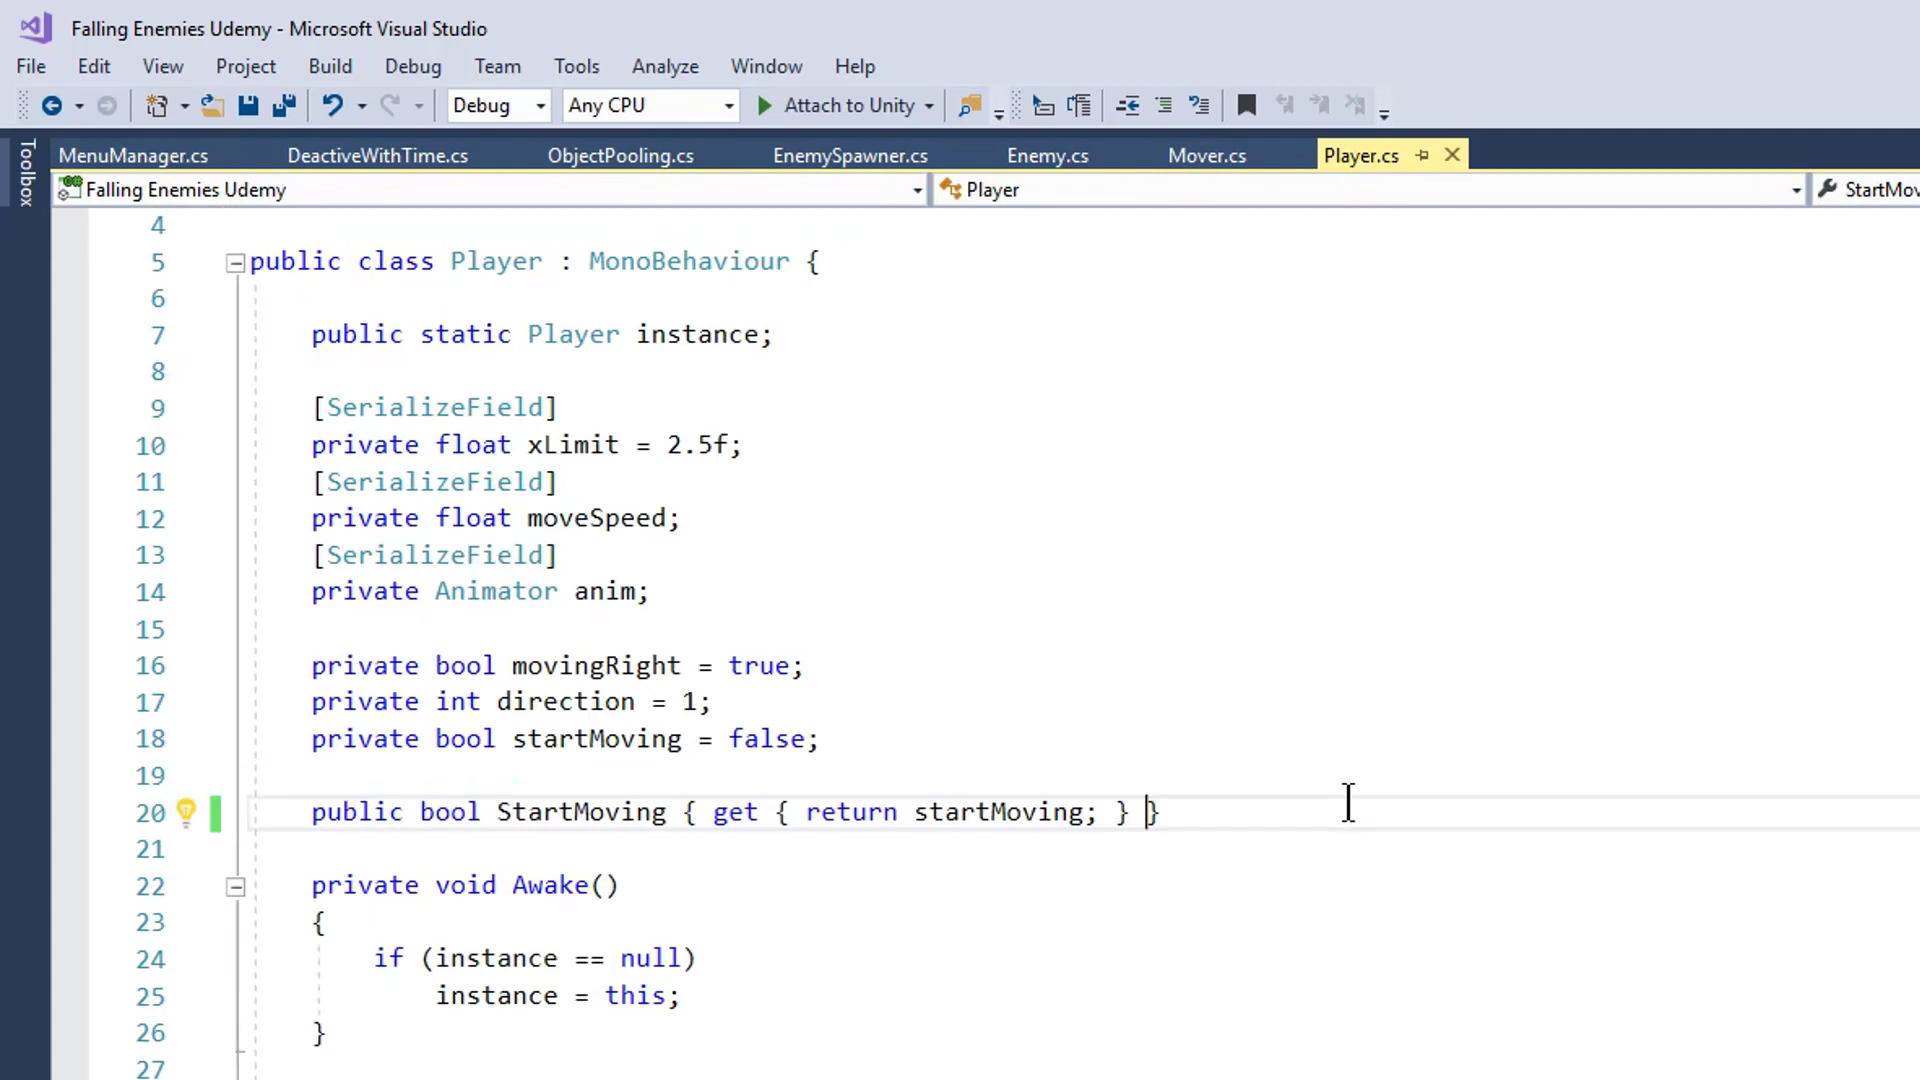 Falling Enemies Udemy - Microsoft Visual Studio
File Edit View Project Build Debug Team Tools Analyze Window Help
Debug Any CPU Attach to Unity
Toolbox
MenuManager.cs DeactiveWithTime.cs ObjectPooling.cs EnemySpawner.cs Enemy.cs Mover.cs Player.cs
Falling Enemies Udemy Player StartMov
4
5 public class Player : MonoBehaviour {
6
7 public static Player instance;
8
9 [SerializeField]
10 private float xLimit = 2.5f;
11 [SerializeField]
12 private float moveSpeed;
13 [SerializeField]
14 private Animator anim;
15
16 private bool movingRight = true;
17 private int direction = 1;
18 private bool startMoving = false;
19
20 public bool StartMoving { get { return startMoving; } }
21
22 private void Awake()
23 {
24 if (instance == null)
25 instance = this;
26 }
27